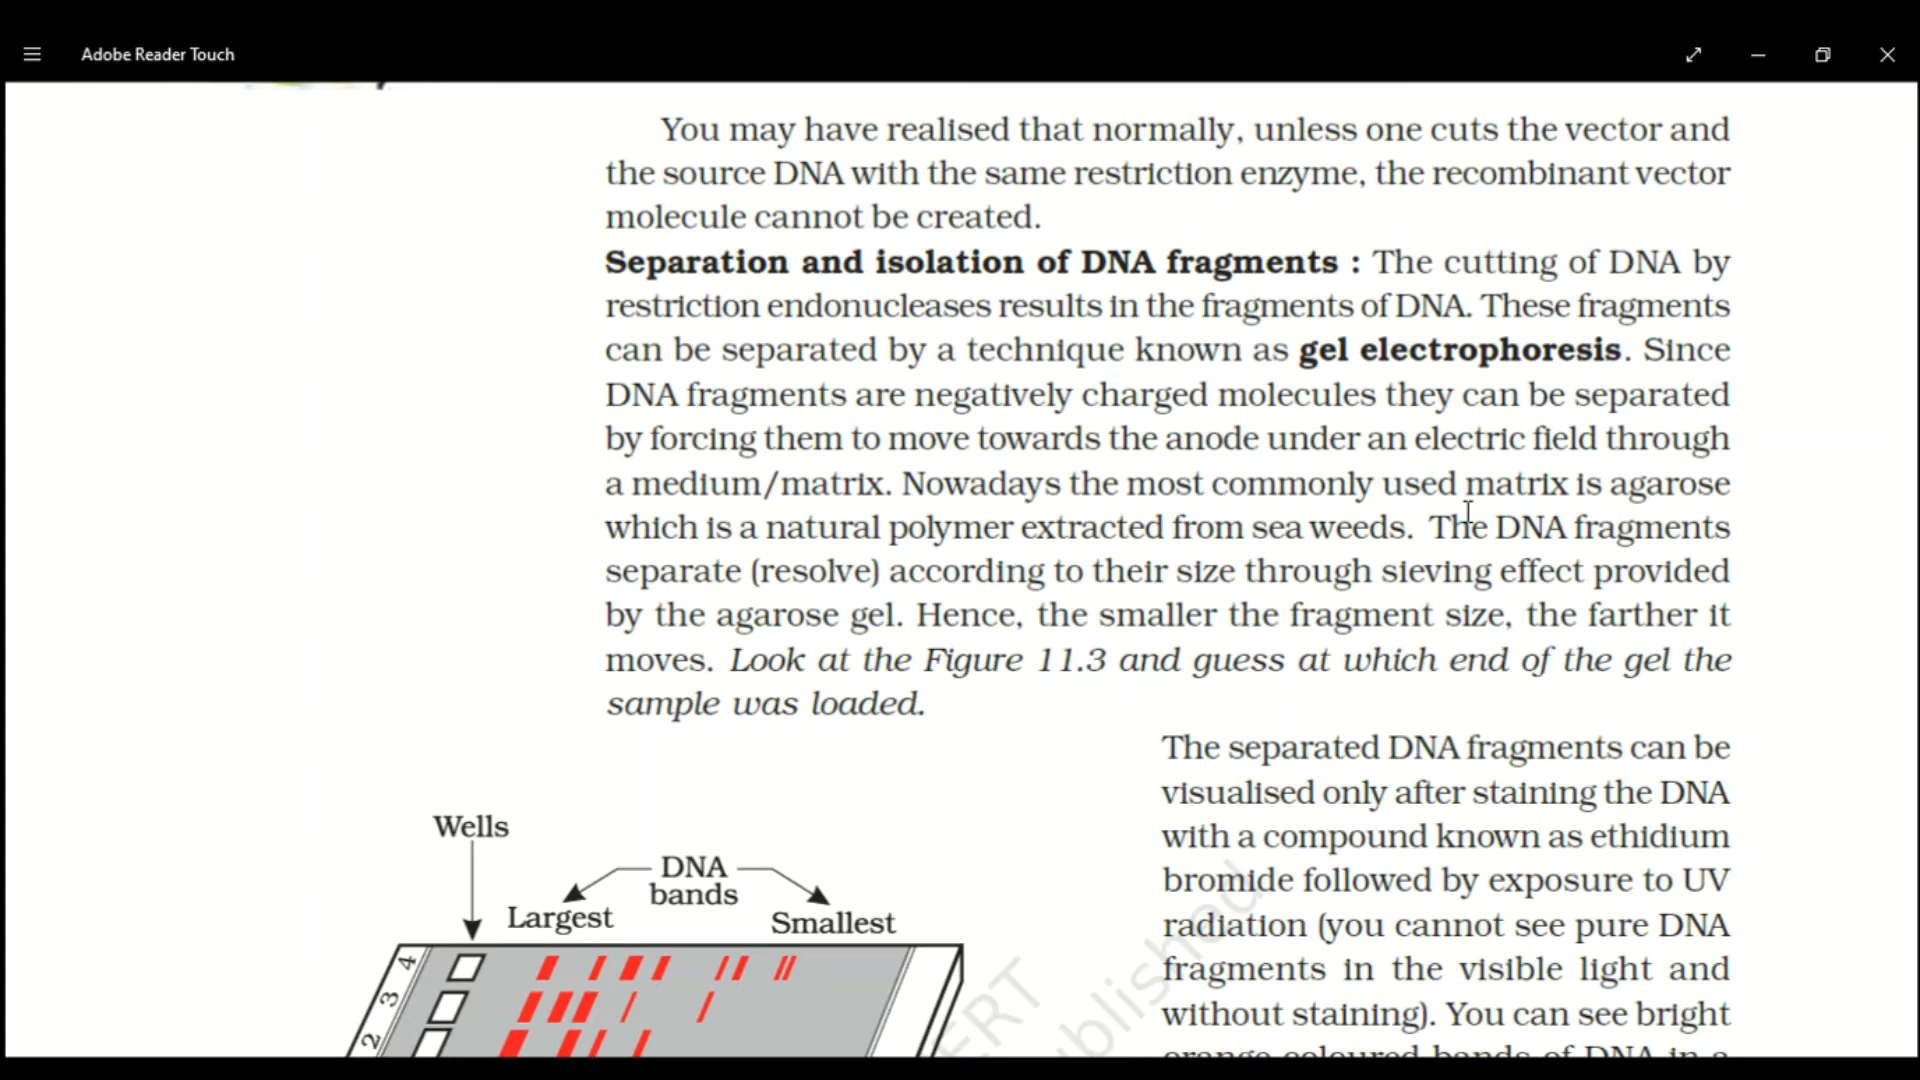 Adobe Reader Touch
You may have realised that normally, unless one cuts the vector and
the source DNA with the same restriction enzyme, the recombinant vector
molecule cannot be created.
Separation and isolation of DNA fragments : The cutting of DNA by
restriction endonucleases results in the fragments of DNA. These fragments
can be separated by a technique known as gel electrophoresis. Since
DNA fragments are negatively charged molecules they can be separated
by forcing them to move towards the anode under an electric field through
a medium/matrix. Nowadays the most commonly used matrix is agarose
which is a natural polymer extracted from sea weeds. The DNA fragments
separate (resolve) according to their size through sieving effect provided
by the agarose gel. Hence, the smaller the fragment size, the farther it
moves. Look at the Figure 11.3 and guess at which end of the gel the
sample was loaded.
The separated DNA fragments can be
visualised only after staining the DNA
with a compound known as ethidium
bromide followed by exposure to UV
radiation (you cannot see pure DNA
fragments in the visible light and
without staining). You can see bright
orange coloured bands of DNA in a
Wells
DNA
bands
Largest
Smallest
4
3
2